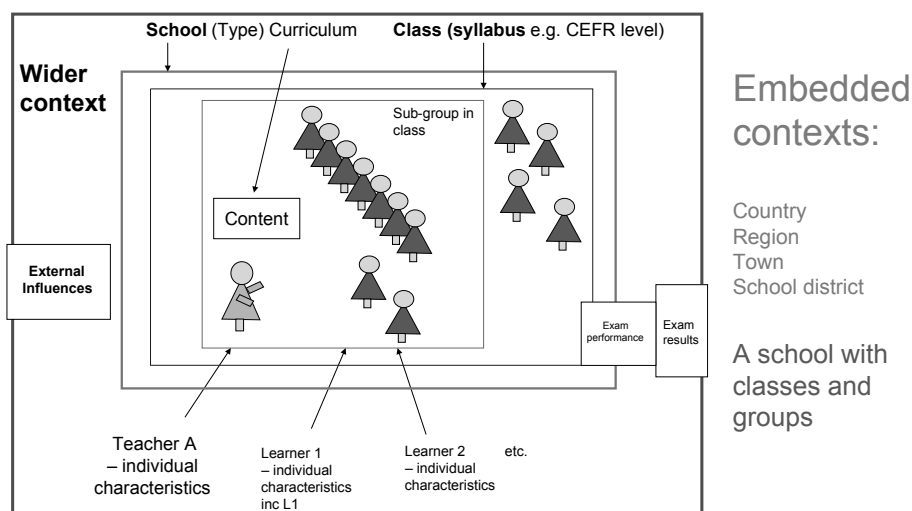 School (Type) Curriculum
Class (syllabus e.g. CEFR level)
Wider
context
Sub-group in
class
Content
External
Influences
Exam
performance
Exam
results
Teacher A
– individual
characteristics
Learner 1
– individual
characteristics
inc L1
Learner 2
– individual
characteristics
etc.
Embedded
contexts:
Country
Region
Town
School district
A school with
classes and
groups